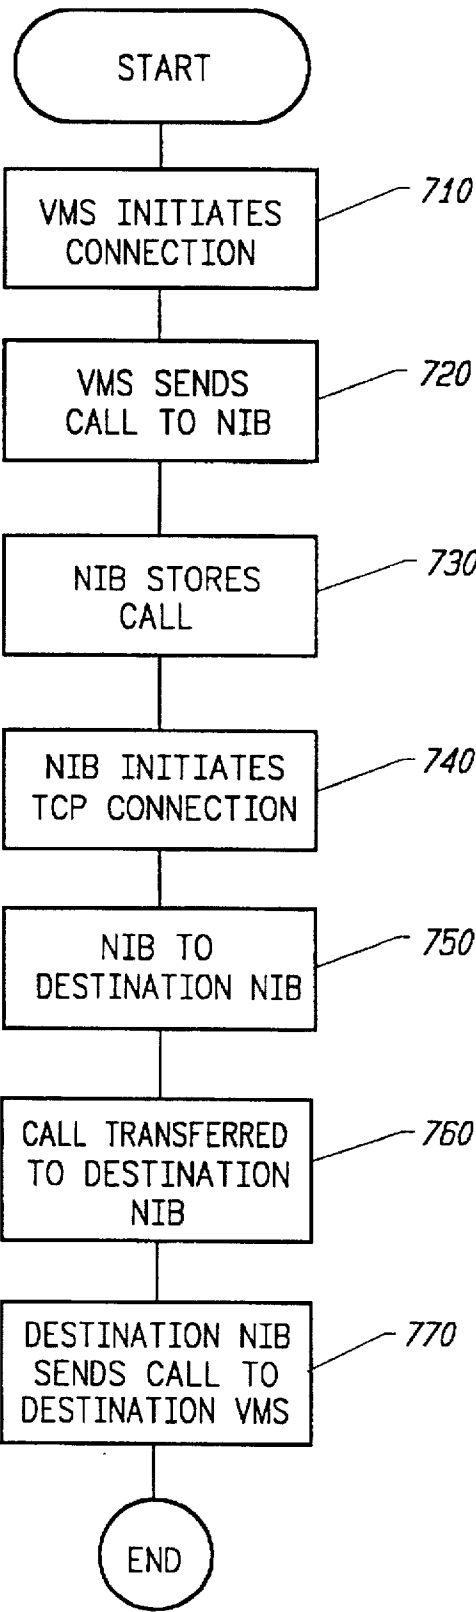 START
VMS INITIATES
CONNECTION
710
VMS SENDS
CALL TO NIB
720
NIB STORES
CALL
730
NIB INITIATES
TCP CONNECTION
740
NIB TO
DESTINATION NIB
750
CALL TRANSFERRED
TO DESTINATION
NIB
760
DESTINATION NIB
SENDS CALL TO
DESTINATION VMS
770
END